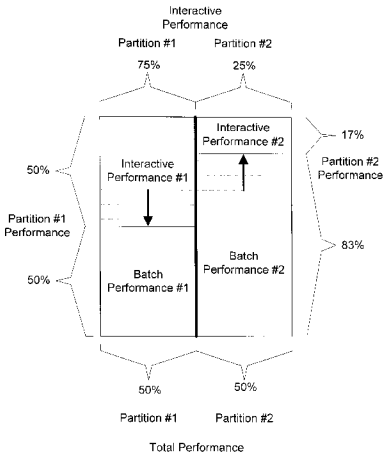 Interactive
Performance
Partition #1 Partition #2
75% 25%
Interactive
Performance #2
17%
Interactive
Performance #1
50%
Partition #2
Performance
Partition #1
Performance
83%
Batch
Performance #2
Batch
Performance #1
50%
50% 50%
Partition #1 Partition #2
Total Performance